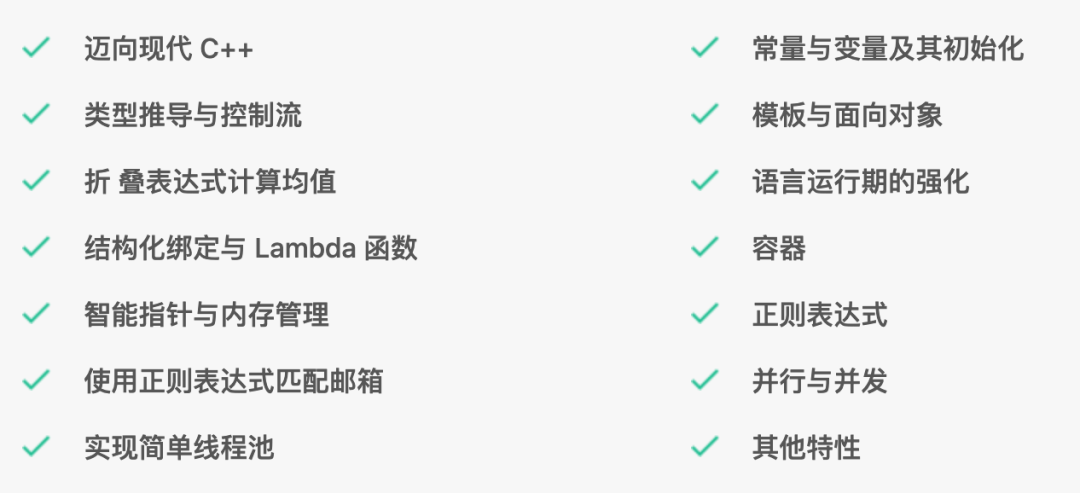 迈向现代 C++
常量与变量及其初始化
类型推导与控制流
模板与面向对象
折 叠表达式计算均值
语言运行期的强化
结构化绑定与 Lambda 函数
容器
智能指针与内存管理
正则表达式
使用正则表达式匹配邮箱
并行与并发
实现简单线程池
其他特性